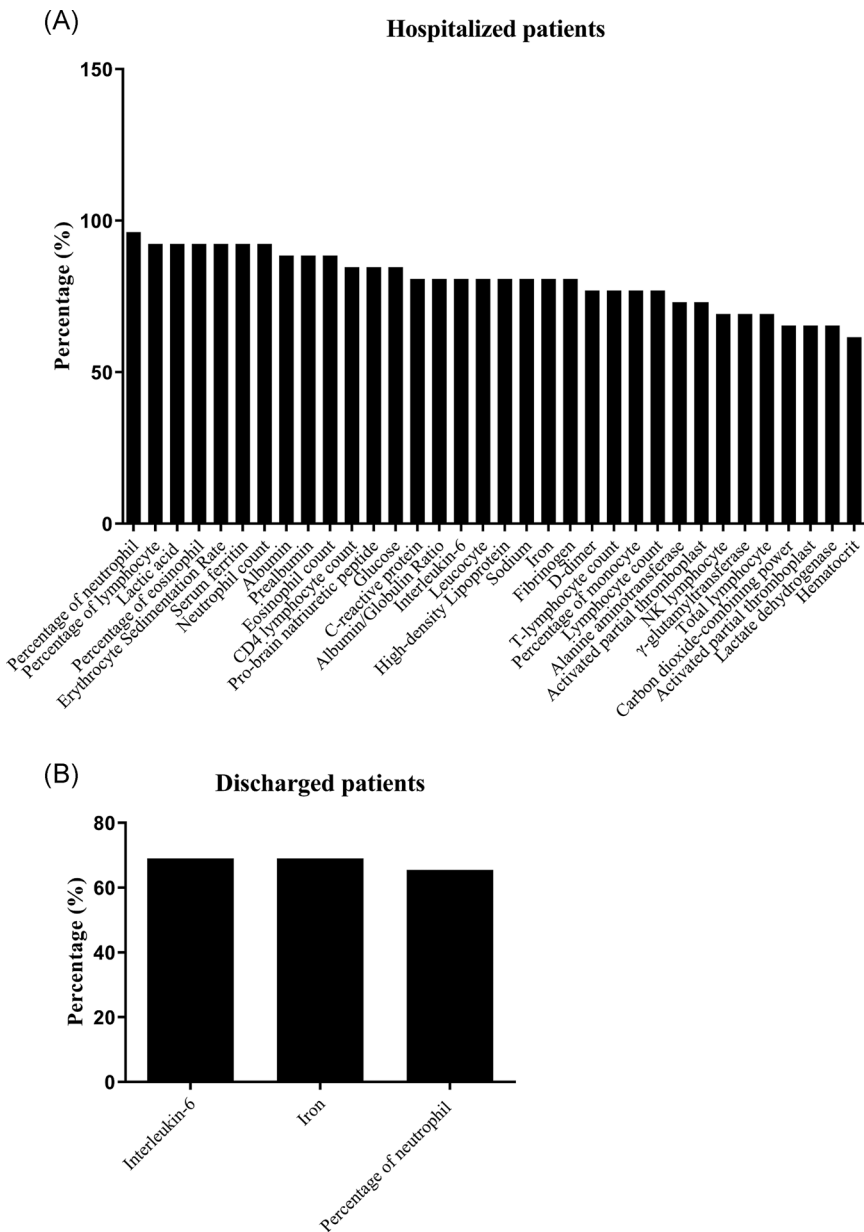 (A)
Hospitalized patients
Percentage (%)
150
100
50
0
Percentage of neutrophil
Percentage of lymphocyte
Lactic acid
Percentage of eosinophil
Erythrocyte Sedimentation Rate
Serum ferritin
Neutrophil count
Albumin
Prealbumin
Eosinophil count
CD4 lymphocyte count
Pro-brain natriuretic peptide
Glucose
C-reactive protein
Albumin/Globulin Ratio
Interleukin-6
Leucocyte
High-density Lipoprotein
Sodium
Iron
Fibrinogen
D-dimer
T-lymphocyte count
Percentage of monocyte
Lymphocyte count
Alanine aminotransferase
Activated partial thromboplast
NK lymphocyte
γ-glutamyltransferase
Total lymphocyte
Carbon dioxide-combining power
Activated partial thromboplast
Lactate dehydrogenase
Hematocrit
(B)
Discharged patients
Percentage (%)
80
60
40
20
0
Interleukin-6
Iron
Percentage of neutrophil